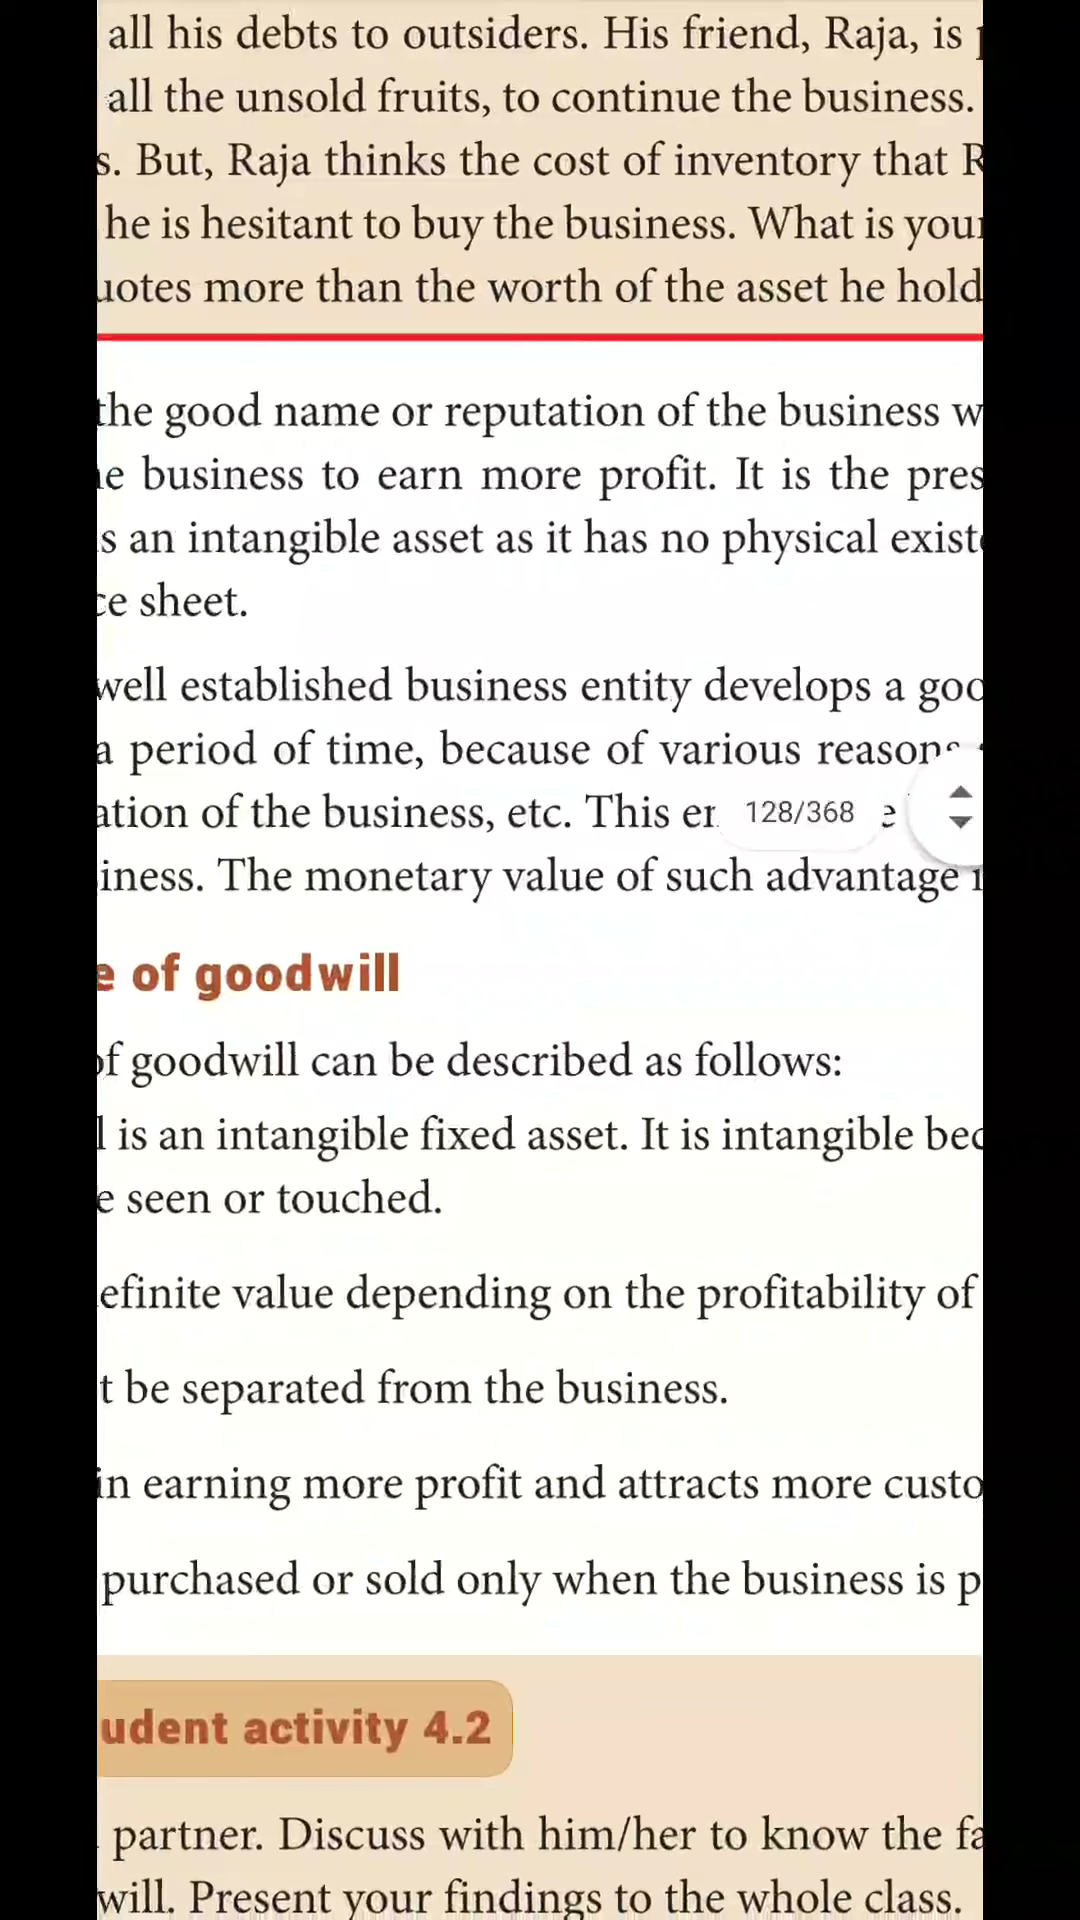 all his debts to outsiders. His friend, Raja, is
all the unsold fruits, to continue the business.
s. But, Raja thinks the cost of inventory that R
he is hesitant to buy the business. What is your
uotes more than the worth of the asset he hold
the good name or reputation of the business w
e business to earn more profit. It is the pres
s an intangible asset as it has no physical exist
ce sheet.
well established business entity develops a goo
a period of time, because of various reasons
ation of the business, etc. This er 128/368 e
iness. The monetary value of such advantage
e of goodwill
of goodwill can be described as follows:
l is an intangible fixed asset. It is intangible bec
e seen or touched.
efinite value depending on the profitability of
t be separated from the business.
in earning more profit and attracts more custo
purchased or sold only when the business is p
udent activity 4.2
partner. Discuss with him/her to know the fa
will. Present your findings to the whole class.